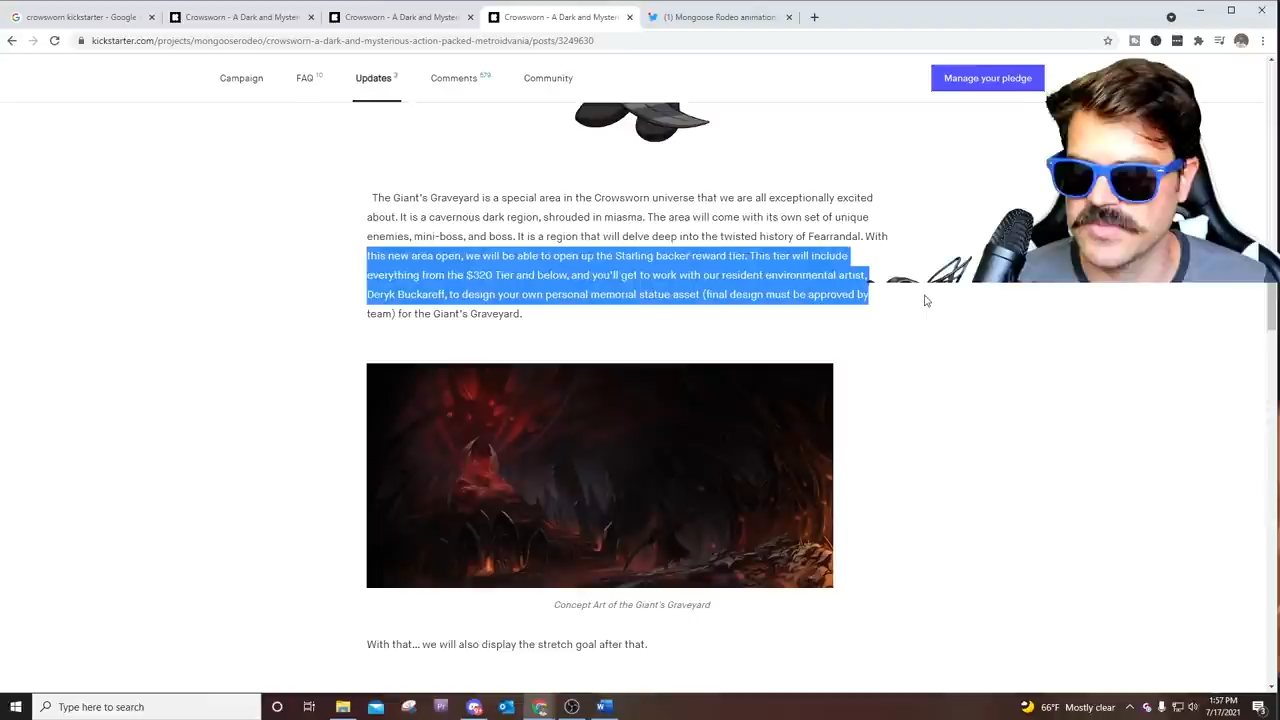 crowsworn kickstarter - Google
Crowsworn - A Dark and Myster
Crowsworn - A Dark and Myster
Crowsworn - A Dark and Myster
(1) Mongoose Rodeo animation
kickstarter.com/projects/mongooserodeo/crowsworn-a-dark-and-mysterious-action-packed-metroidvania/posts/3249630
Campaign
FAQ 10
Updates 3
Comments 679
Community
Manage your pledge
The Giant's Graveyard is a special area in the Crowsworn universe that we are all exceptionally excited
about. It is a cavernous dark region, shrouded in miasma. The area will come with its own set of unique
enemies, mini-boss, and boss. It is a region that will delve deep into the twisted history of Fearrandal. With
this new area open, we will be able to open up the Starling backer reward tier. This tier will include
everything from the $320 Tier and below, and you'll get to work with our resident environmental artist,
Deryk Buckareff, to design your own personal memorial statue asset (final design must be approved by
team) for the Giant's Graveyard.
Concept Art of the Giant's Graveyard
With that... we will also display the stretch goal after that.
Type here to search
66°F Mostly clear
1:57 PM
7/17/2021